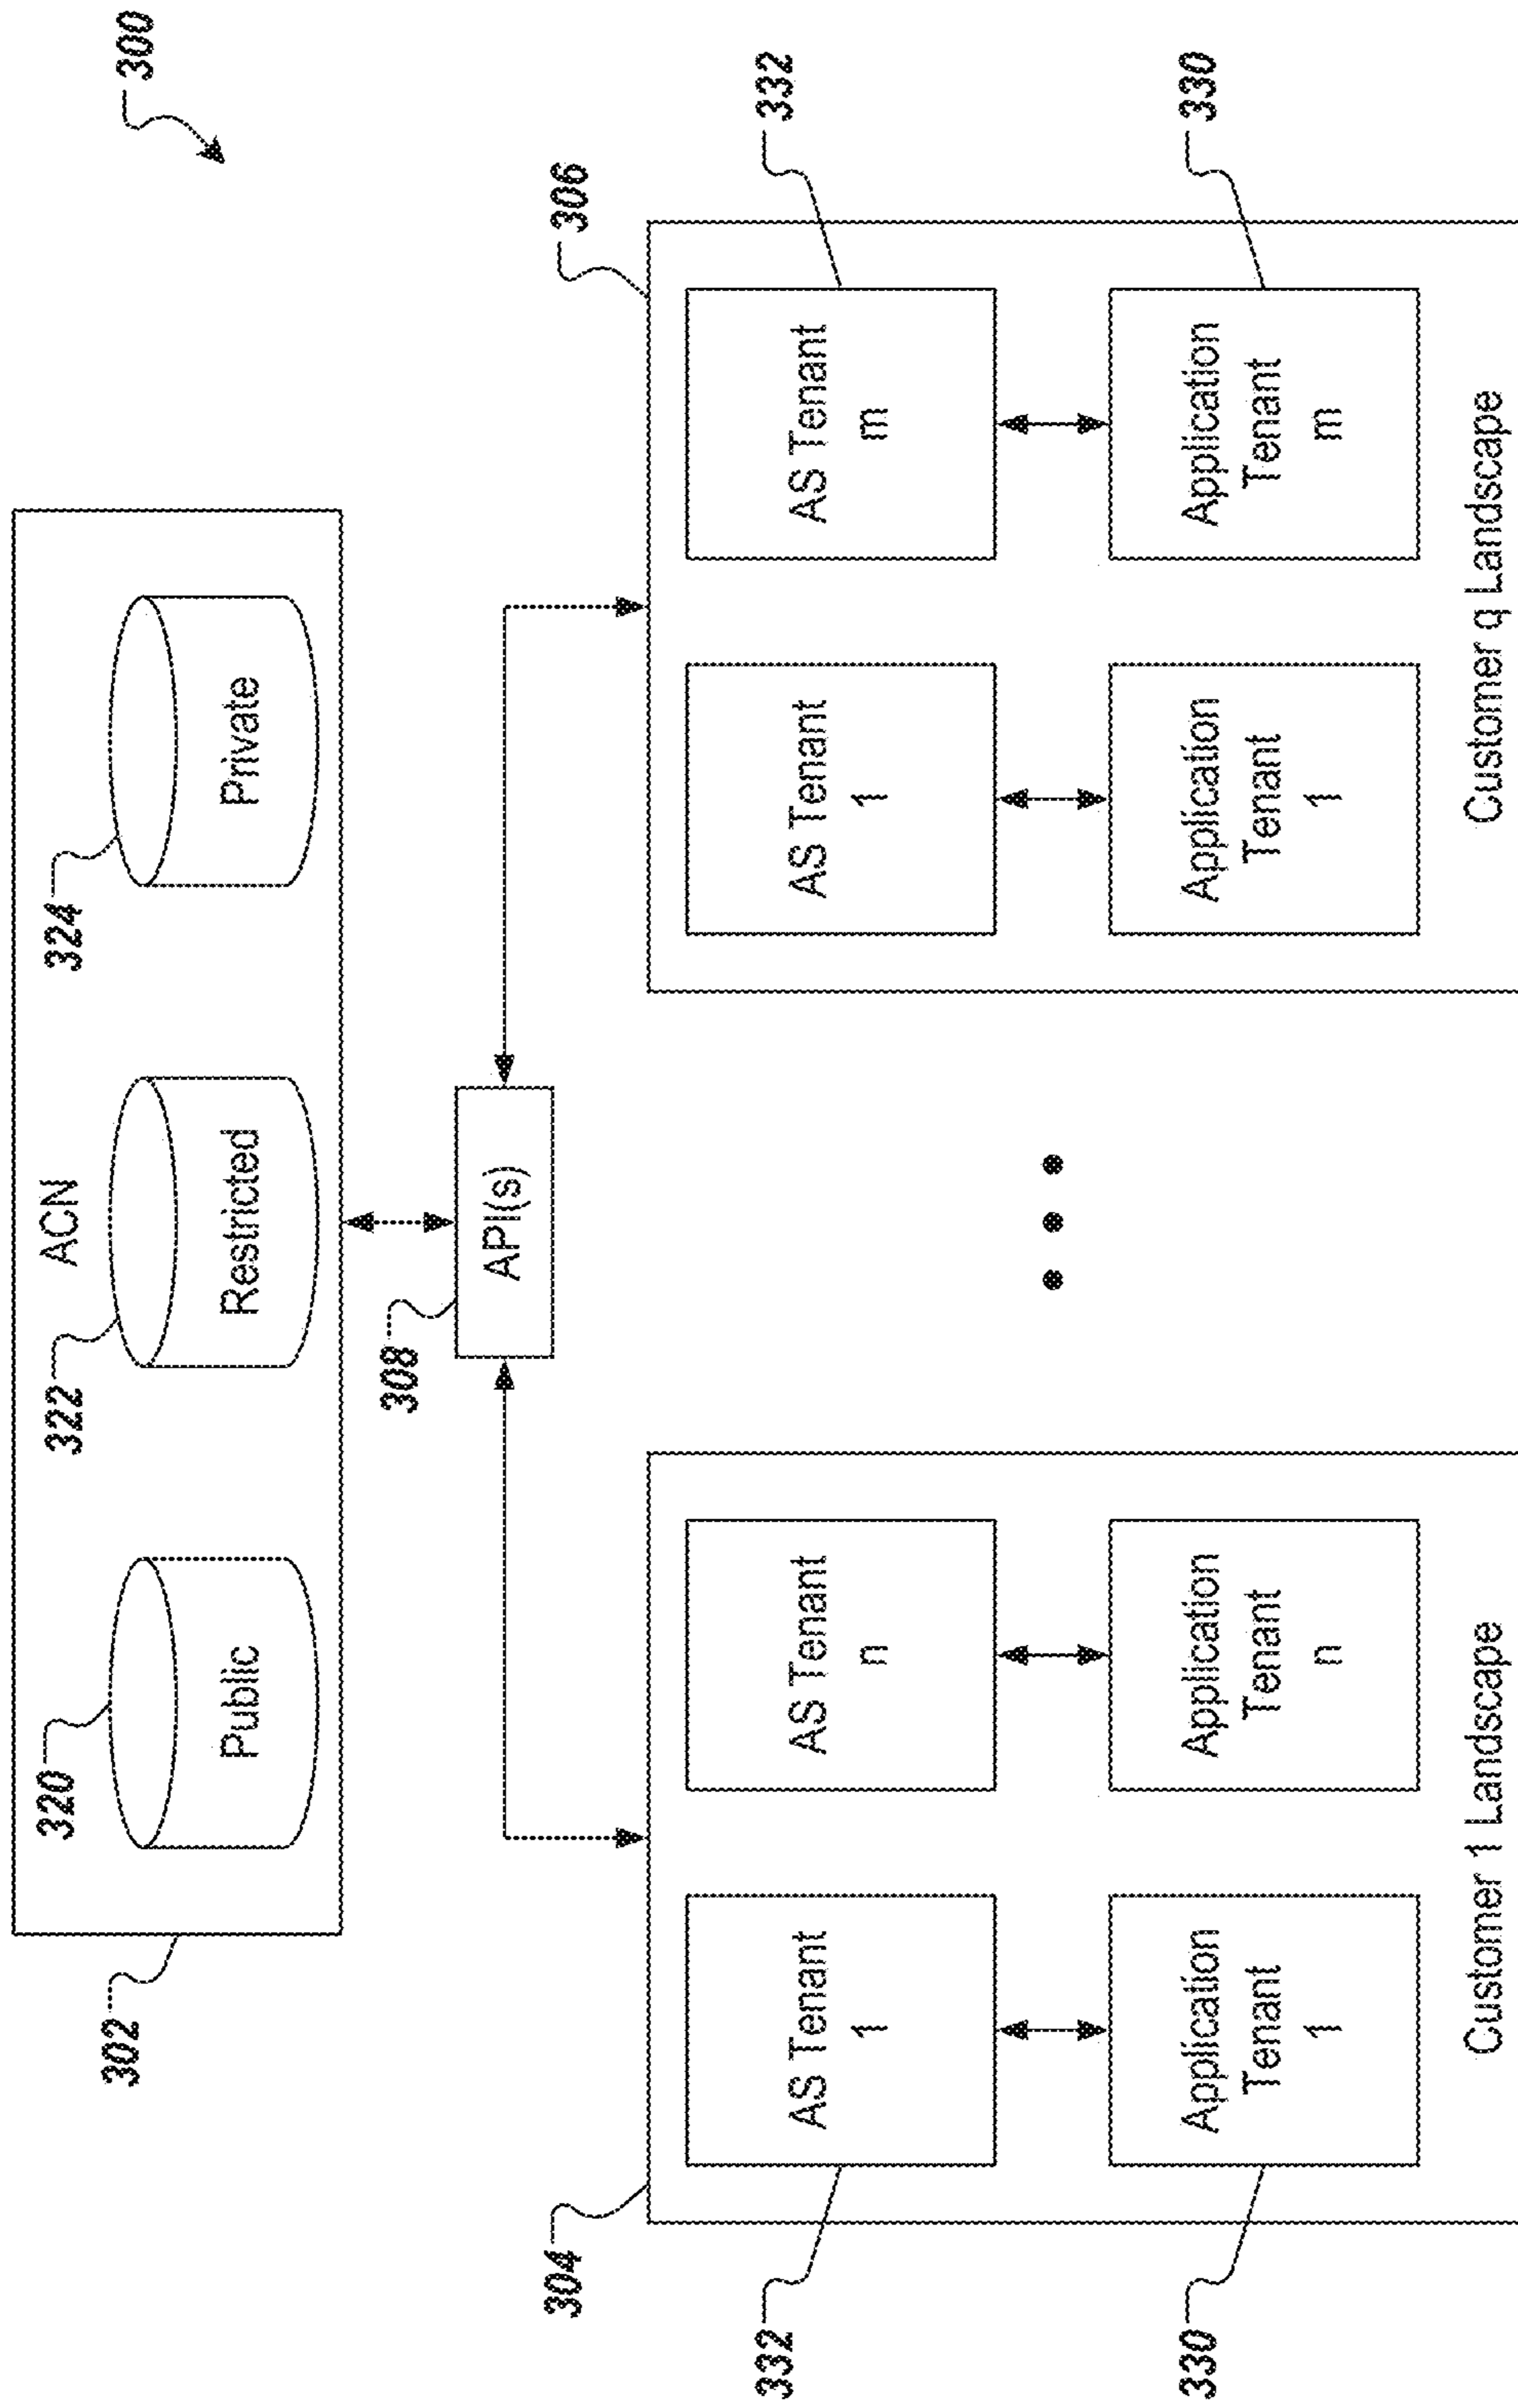 300
302
ACN
320
322
324
Public
Restricted
Private
308
API(s)
304
306
332
AS Tenant
1
AS Tenant
n
AS Tenant
1
AS Tenant
m
332
330
Application
Tenant
1
Application
Tenant
n
Application
Tenant
1
Application
Tenant
m
330
Customer 1 Landscape
Customer q Landscape